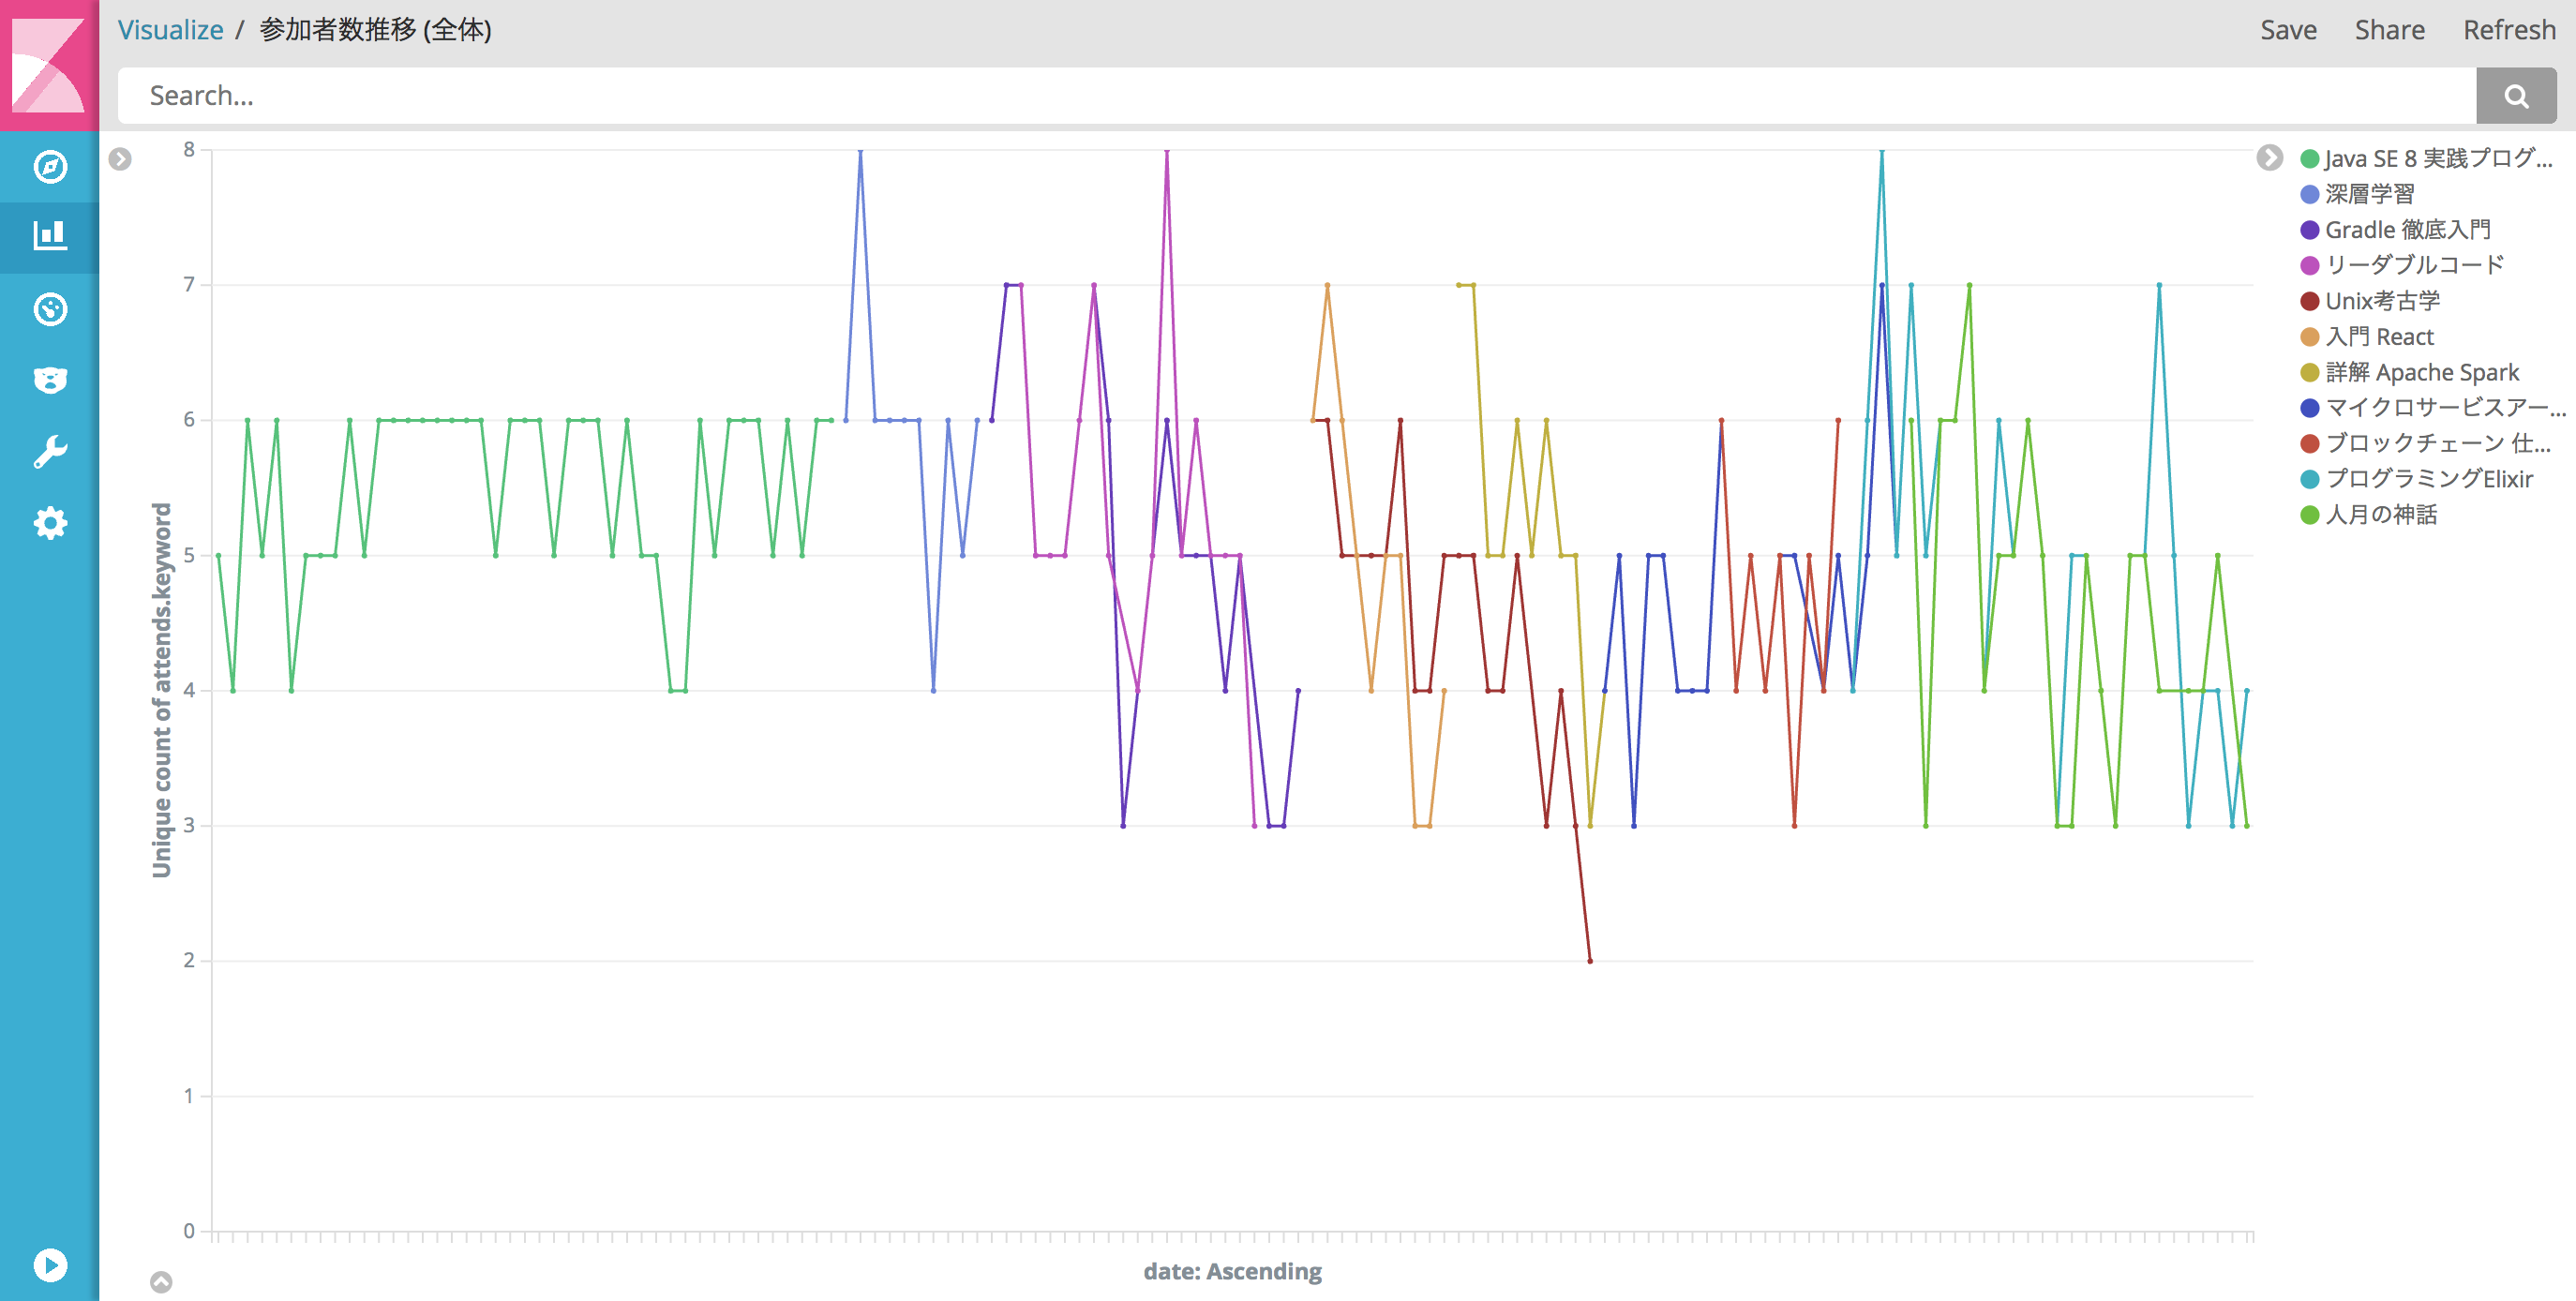 Visualize / 参加者数推移 (全体)
Save Share Refresh
Search...
8
7
6
5
4
3
2
1
0
Unique count of attends.keyword
date: Ascending
Java SE 8 実践プログ...
深層学習
Gradle 徹底入門
リーダブルコード
Unix考古学
入門 React
詳解 Apache Spark
マイクロサービスアー...
ブロックチェーン 仕...
プログラミングElixir
人月の神話